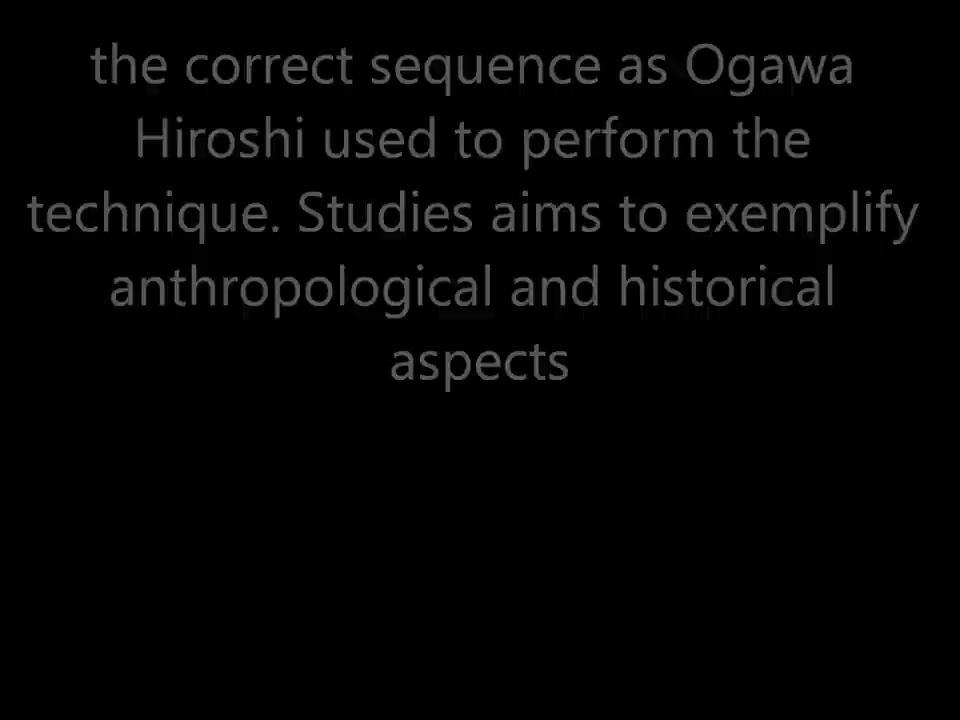 the correct sequence as Ogawa
Hiroshi used to perform the
technique. Studies aims to exemplify
anthropological and historical
aspects